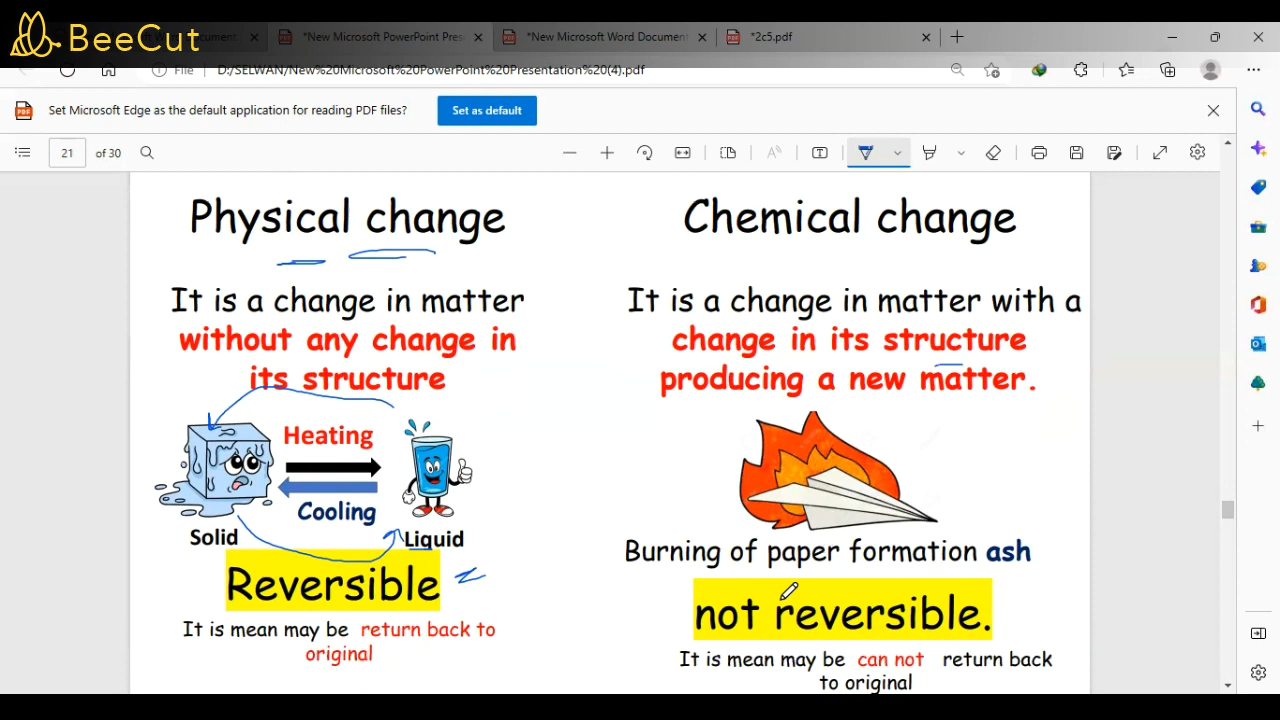 BeeCut
*New Microsoft PowerPoint Pres
*New Microsoft Word Document
*2c5.pdf
File
D:/SELWAN/New%20Microsoft%20PowerPoint%20Presentation%20(4).pdf
Set Microsoft Edge as the default application for reading PDF files?
Set as default
21
of 30
Physical change
It is a change in matter
without any change in
its structure
Heating
Cooling
Solid
Liquid
Reversible
It is mean may be return back to
original
Chemical change
It is a change in matter with a
change in its structure
producing a new matter.
Burning of paper formation ash
not reversible.
It is mean may be can not return back
to original